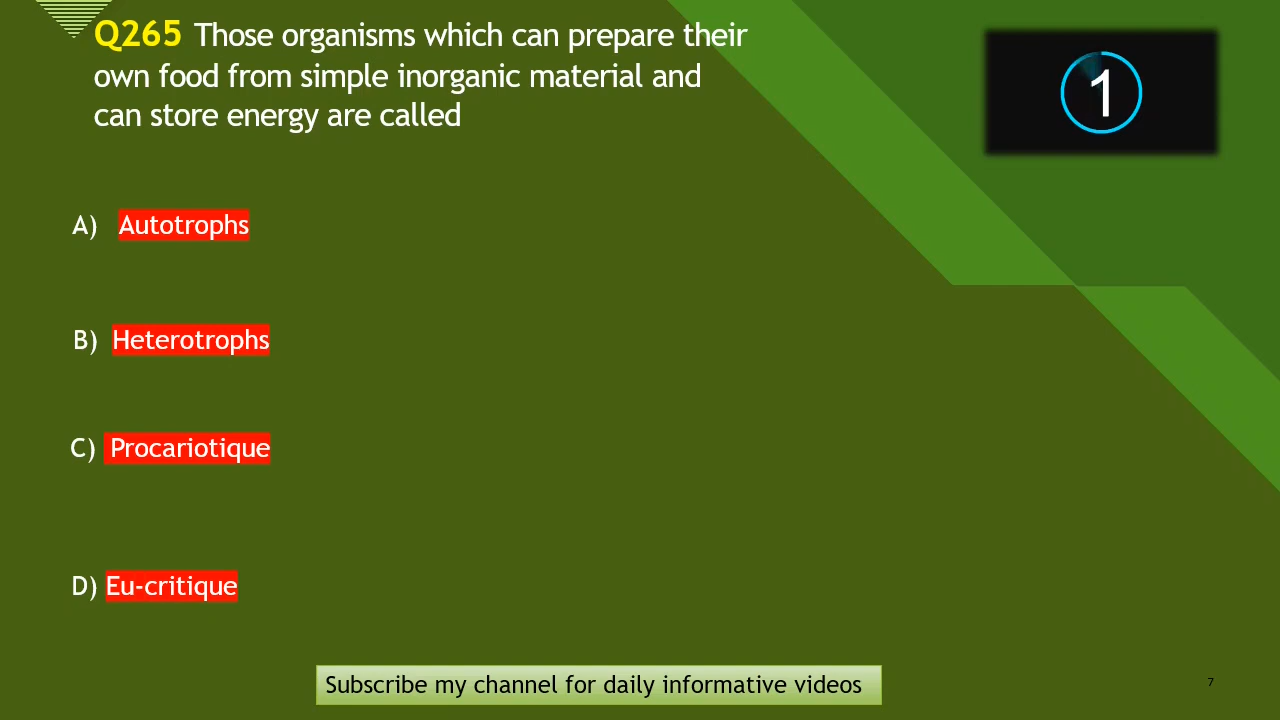 Q265 Those organisms which can prepare their
own food from simple inorganic material and
can store energy are called
1
A) Autotrophs
B) Heterotrophs
C) Procariotique
D) Eu-critique
Subscribe my channel for daily informative videos
7